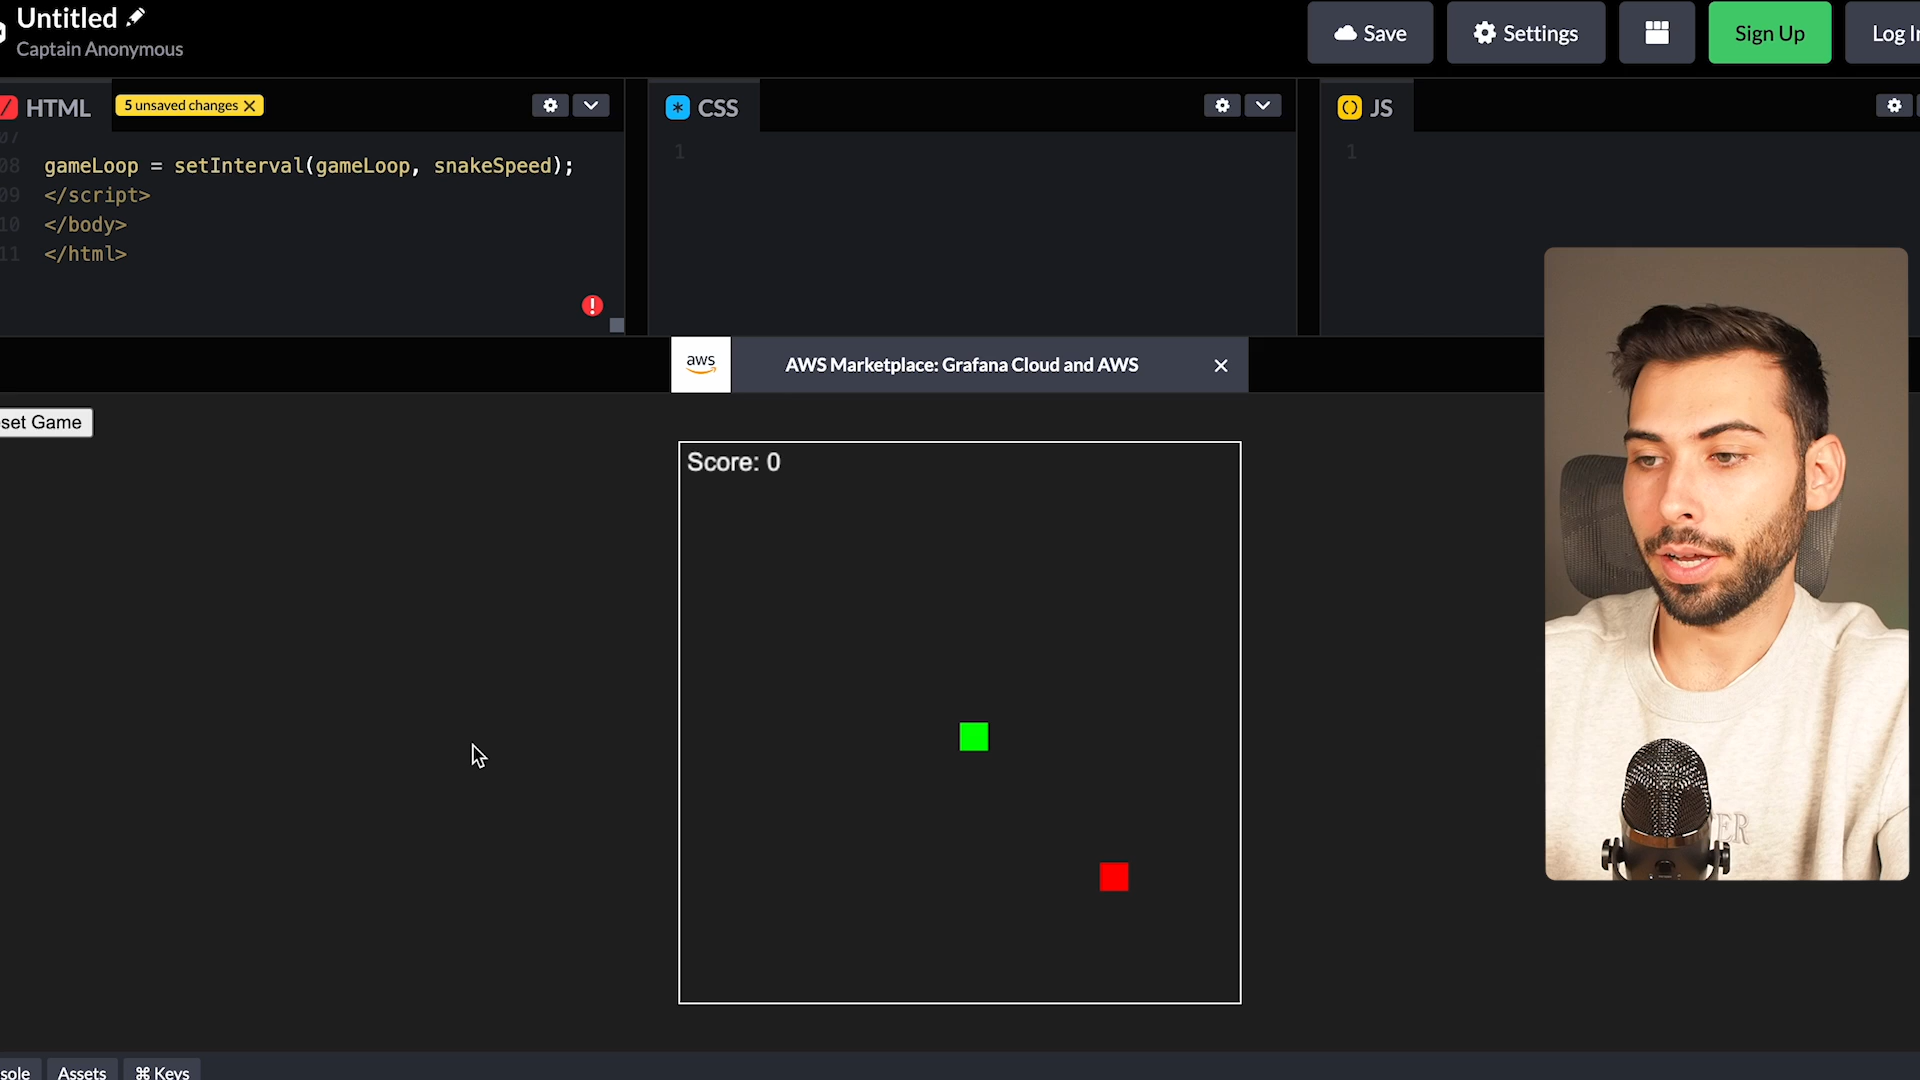 Untitled
Captain Anonymous
Save
Settings
Sign Up
Log In
HTML
5 unsaved changes
CSS
JS
08 gameLoop = setInterval(gameLoop, snakeSpeed);
09 </script>
10 </body>
11 </html>
1
1
aws
AWS Marketplace: Grafana Cloud and AWS
set Game
Score: 0
ER
sole
Assets
⌘ Keys